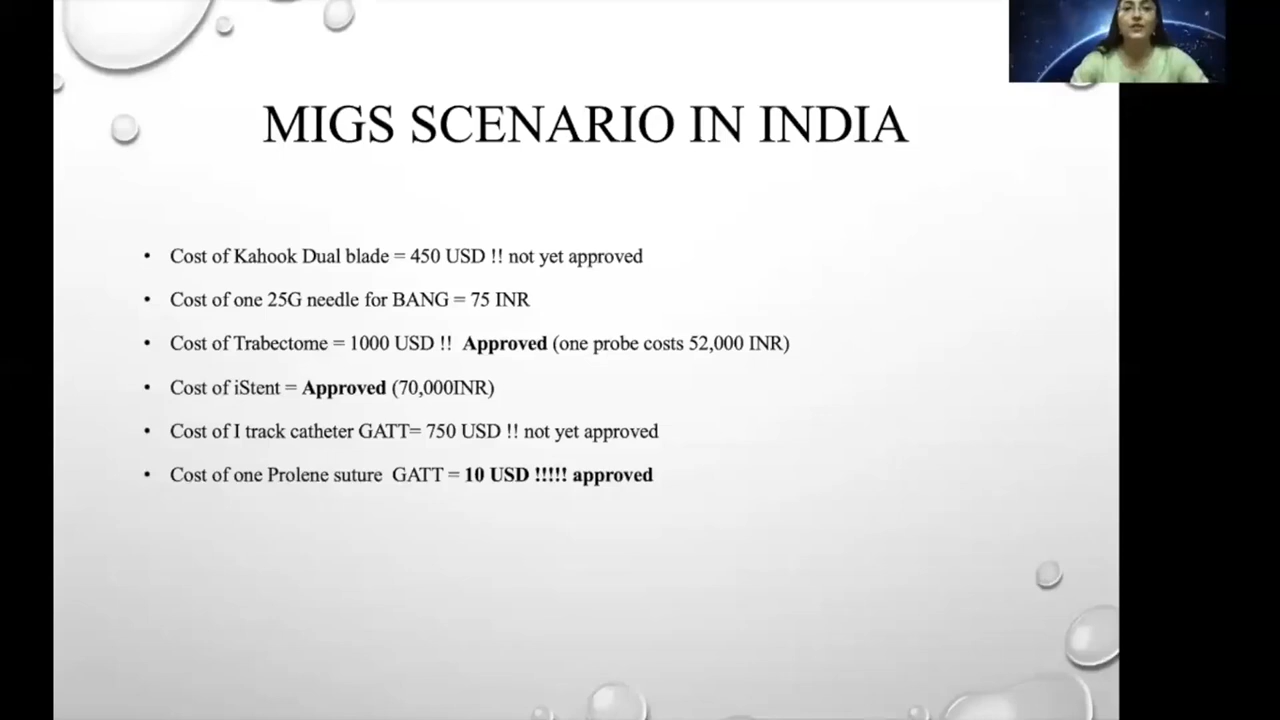 MIGS SCENARIO IN INDIA
• Cost of Kahook Dual blade = 450 USD !! not yet approved
• Cost of one 25G needle for BANG = 75 INR
• Cost of Trabectome = 1000 USD !!  Approved (one probe costs 52,000 INR)
• Cost of iStent = Approved (70,000INR)
• Cost of I track catheter GATT= 750 USD !! not yet approved
• Cost of one Prolene suture  GATT = 10 USD !!!!! approved